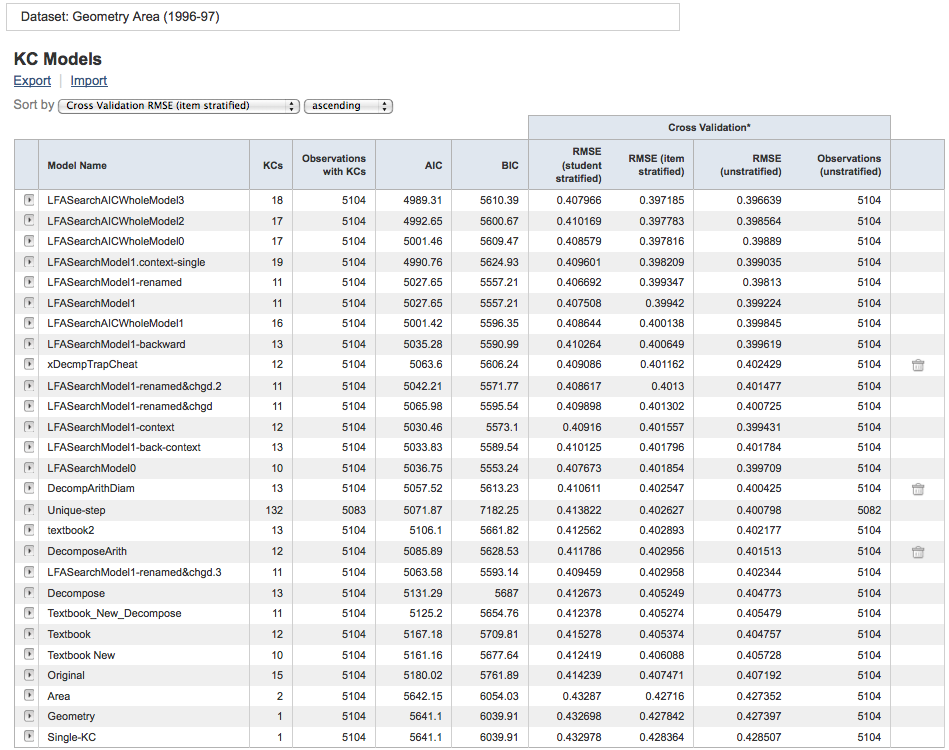 Dataset: Geometry Area (1996-97)
KC Models
Export | Import
Sort by Cross Validation RMSE (item stratified) ascending
Cross Validation*
Model Name KCs Observations with KCs AIC BIC RMSE (student stratified) RMSE (item stratified) RMSE (unstratified) Observations (unstratified)
LFASearchAICWholeModel3 18 5104 4989.31 5610.39 0.407966 0.397185 0.396639 5104
LFASearchAICWholeModel2 17 5104 4992.65 5600.67 0.410169 0.397783 0.398564 5104
LFASearchAICWholeModel0 17 5104 5001.46 5609.47 0.408579 0.397816 0.39889 5104
LFASearchModel1.context-single 19 5104 4990.76 5624.93 0.409601 0.398209 0.399035 5104
LFASearchModel1-renamed 11 5104 5027.65 5557.21 0.406692 0.399347 0.39813 5104
LFASearchModel1 11 5104 5027.65 5557.21 0.407508 0.39942 0.399224 5104
LFASearchAICWholeModel1 16 5104 5001.42 5596.35 0.408644 0.400138 0.399845 5104
LFASearchModel1-backward 13 5104 5035.28 5590.99 0.410264 0.400649 0.399619 5104
xDecmpTrapCheat 12 5104 5063.6 5606.24 0.409086 0.401162 0.402429 5104
LFASearchModel1-renamed&chgd.2 11 5104 5042.21 5571.77 0.408617 0.4013 0.401477 5104
LFASearchModel1-renamed&chgd 11 5104 5065.98 5595.54 0.409898 0.401302 0.400725 5104
LFASearchModel1-context 12 5104 5030.46 5573.1 0.40916 0.401557 0.399431 5104
LFASearchModel1-back-context 13 5104 5033.83 5589.54 0.410125 0.401796 0.401784 5104
LFASearchModel0 10 5104 5036.75 5553.24 0.407673 0.401854 0.399709 5104
DecompArithDiam 13 5104 5057.52 5613.23 0.410611 0.402547 0.400425 5104
Unique-step 132 5083 5071.87 7182.25 0.413822 0.402627 0.400798 5082
textbook2 13 5104 5106.1 5661.82 0.412562 0.402893 0.402177 5104
DecomposeArith 12 5104 5085.89 5628.53 0.411786 0.402956 0.401513 5104
LFASearchModel1-renamed&chgd.3 11 5104 5063.58 5593.14 0.409459 0.402958 0.402344 5104
Decompose 13 5104 5131.29 5687 0.412673 0.405249 0.404773 5104
Textbook_New_Decompose 11 5104 5125.2 5654.76 0.412378 0.405274 0.405479 5104
Textbook 12 5104 5167.18 5709.81 0.415278 0.405374 0.404757 5104
Textbook New 10 5104 5161.16 5677.64 0.412419 0.406088 0.405728 5104
Original 15 5104 5180.02 5761.89 0.414239 0.407471 0.407192 5104
Area 2 5104 5642.15 6054.03 0.43287 0.42716 0.427352 5104
Geometry 1 5104 5641.1 6039.91 0.432698 0.427842 0.427397 5104
Single-KC 1 5104 5641.1 6039.91 0.432978 0.428364 0.428507 5104